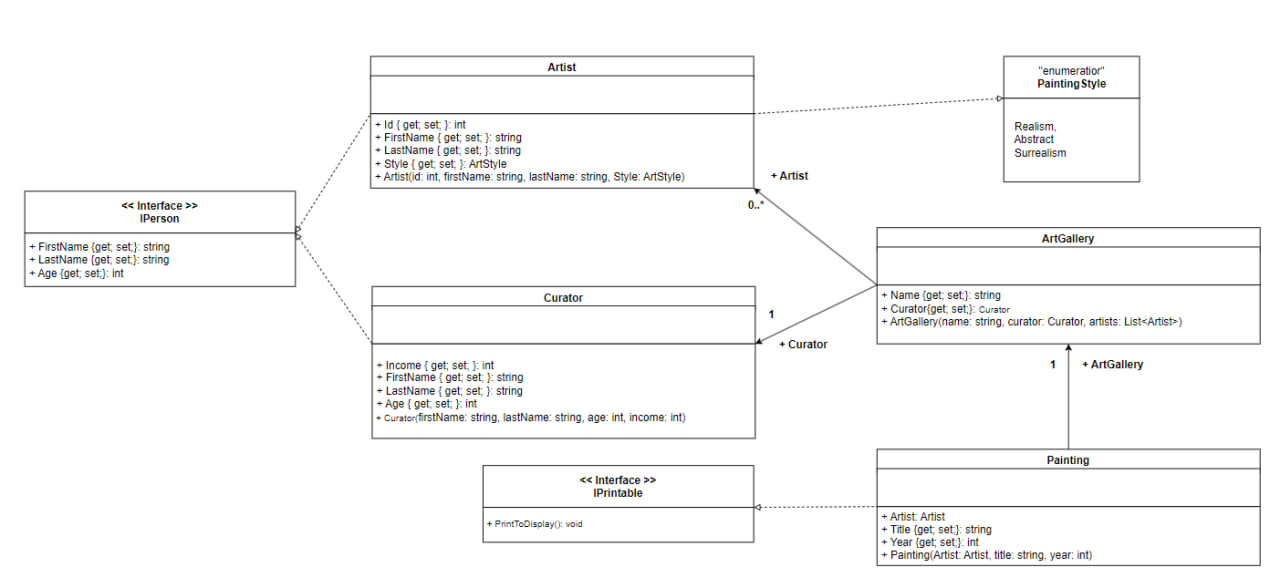 Artist
+ Id { get; set; }: int
+ FirstName { get; set; }: string
+ LastName { get; set; }: string
+ Style { get; set; }: ArtStyle
+ Artist(id: int, firstName: string, lastName: string, Style: ArtStyle)
"enumeratior"
PaintingStyle
Realism,
Abstract
Surrealism
<< Interface >>
IPerson
+ FirstName {get; set;}: string
+ LastName {get; set;}: string
+ Age {get; set;}: int
+ Artist
0..*
ArtGallery
+ Name {get; set;}: string
+ Curator{get; set;}: Curator
+ ArtGallery(name: string, curator: Curator, artists: List<Artist>)
Curator
+ Income { get; set; }: int
+ FirstName { get; set; }: string
+ LastName { get; set; }: string
+ Age { get; set; }: int
+ Curator(firstName: string, lastName: string, age: int, income: int)
1
+ Curator
1
+ ArtGallery
<< Interface >>
IPrintable
+ PrintToDisplay(): void
Painting
+ Artist: Artist
+ Title {get; set;}: string
+ Year {get; set;}: int
+ Painting(Artist: Artist, title: string, year: int)